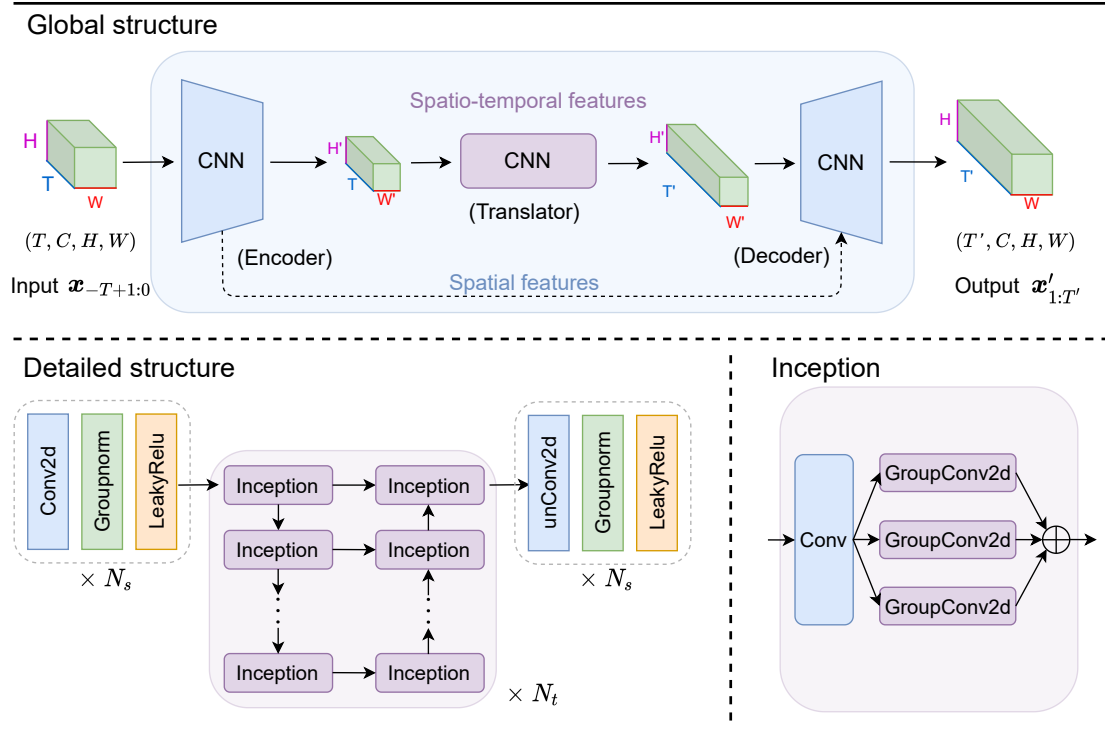 Global structure
Spatio-temporal features
H
T
W
CNN
H'
T
W'
CNN
H'
T'
W'
CNN
H
T'
W
(T, C, H, W)
(Translator)
(T', C, H, W)
(Encoder)
(Decoder)
Input x₋T+1:0
Spatial features
Output x'1:T'
Detailed structure
Conv2d
Groupnorm
LeakyRelu
× Nₛ
Inception
Inception
Inception
Inception
Inception
Inception
× Nₜ
unConv2d
Groupnorm
LeakyRelu
× Nₛ
Inception
Conv
GroupConv2d
GroupConv2d
GroupConv2d